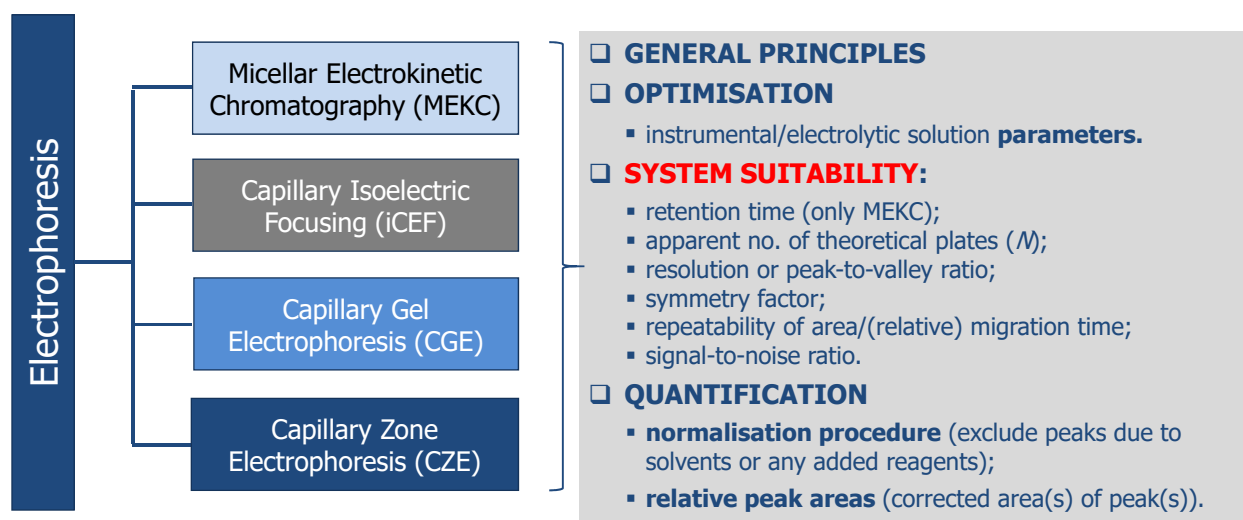 Electrophoresis
Micellar Electrokinetic
Chromatography (MEKC)
Capillary Isoelectric
Focusing (iCEF)
Capillary Gel
Electrophoresis (CGE)
Capillary Zone
Electrophoresis (CZE)
❑ GENERAL PRINCIPLES
❑ OPTIMISATION
▪ instrumental/electrolytic solution parameters.
❑ SYSTEM SUITABILITY:
▪ retention time (only MEKC);
▪ apparent no. of theoretical plates (N);
▪ resolution or peak-to-valley ratio;
▪ symmetry factor;
▪ repeatability of area/(relative) migration time;
▪ signal-to-noise ratio.
❑ QUANTIFICATION
▪ normalisation procedure (exclude peaks due to
solvents or any added reagents);
▪ relative peak areas (corrected area(s) of peak(s)).